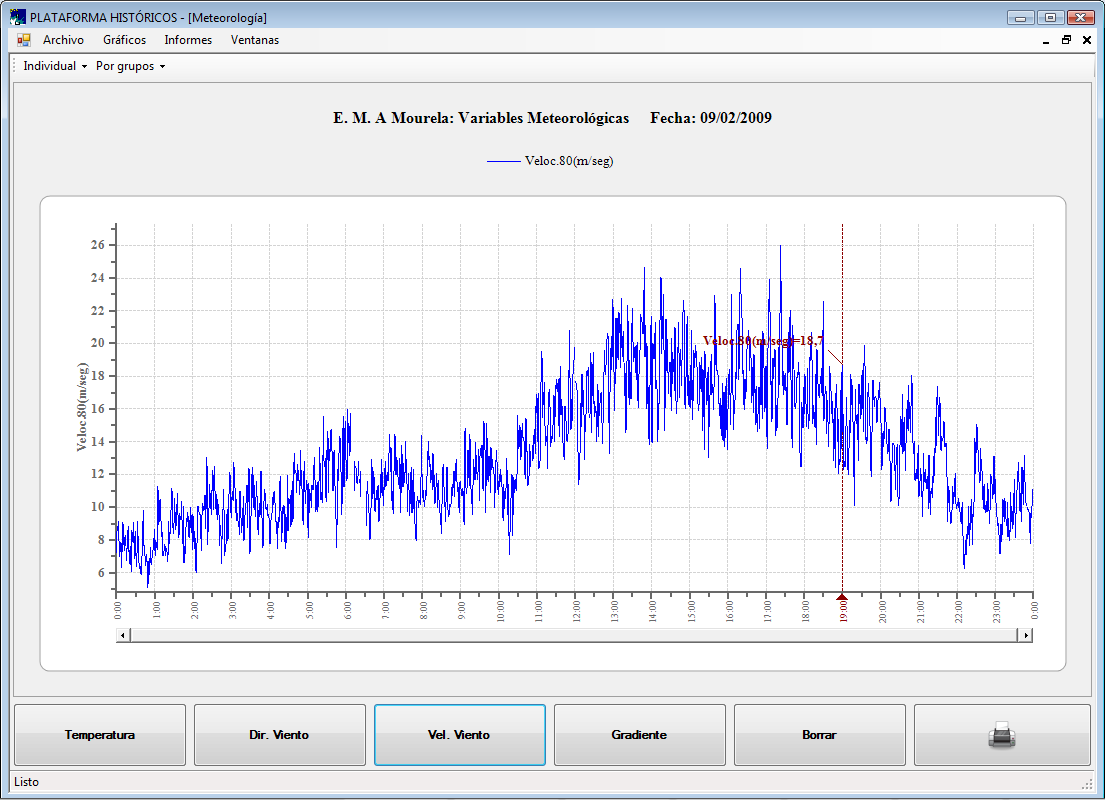 PLATAFORMA HISTÓRICOS - [Meteorología]
Archivo Gráficos Informes Ventanas
Individual Por grupos
E. M. A Mourela: Variables Meteorológicas Fecha: 09/02/2009
Veloc.80(m/seg)
Veloc.80(m/seg)
26
24
22
20
18
16
14
12
10
8
6
Veloc.80(m/seg)=18,7
0:00 1:00 2:00 3:00 4:00 5:00 6:00 7:00 8:00 9:00 10:00 11:00 12:00 13:00 14:00 15:00 16:00 17:00 18:00 19:00 20:00 21:00 22:00 23:00 0:00
Temperatura Dir. Viento Vel. Viento Gradiente Borrar
Listo